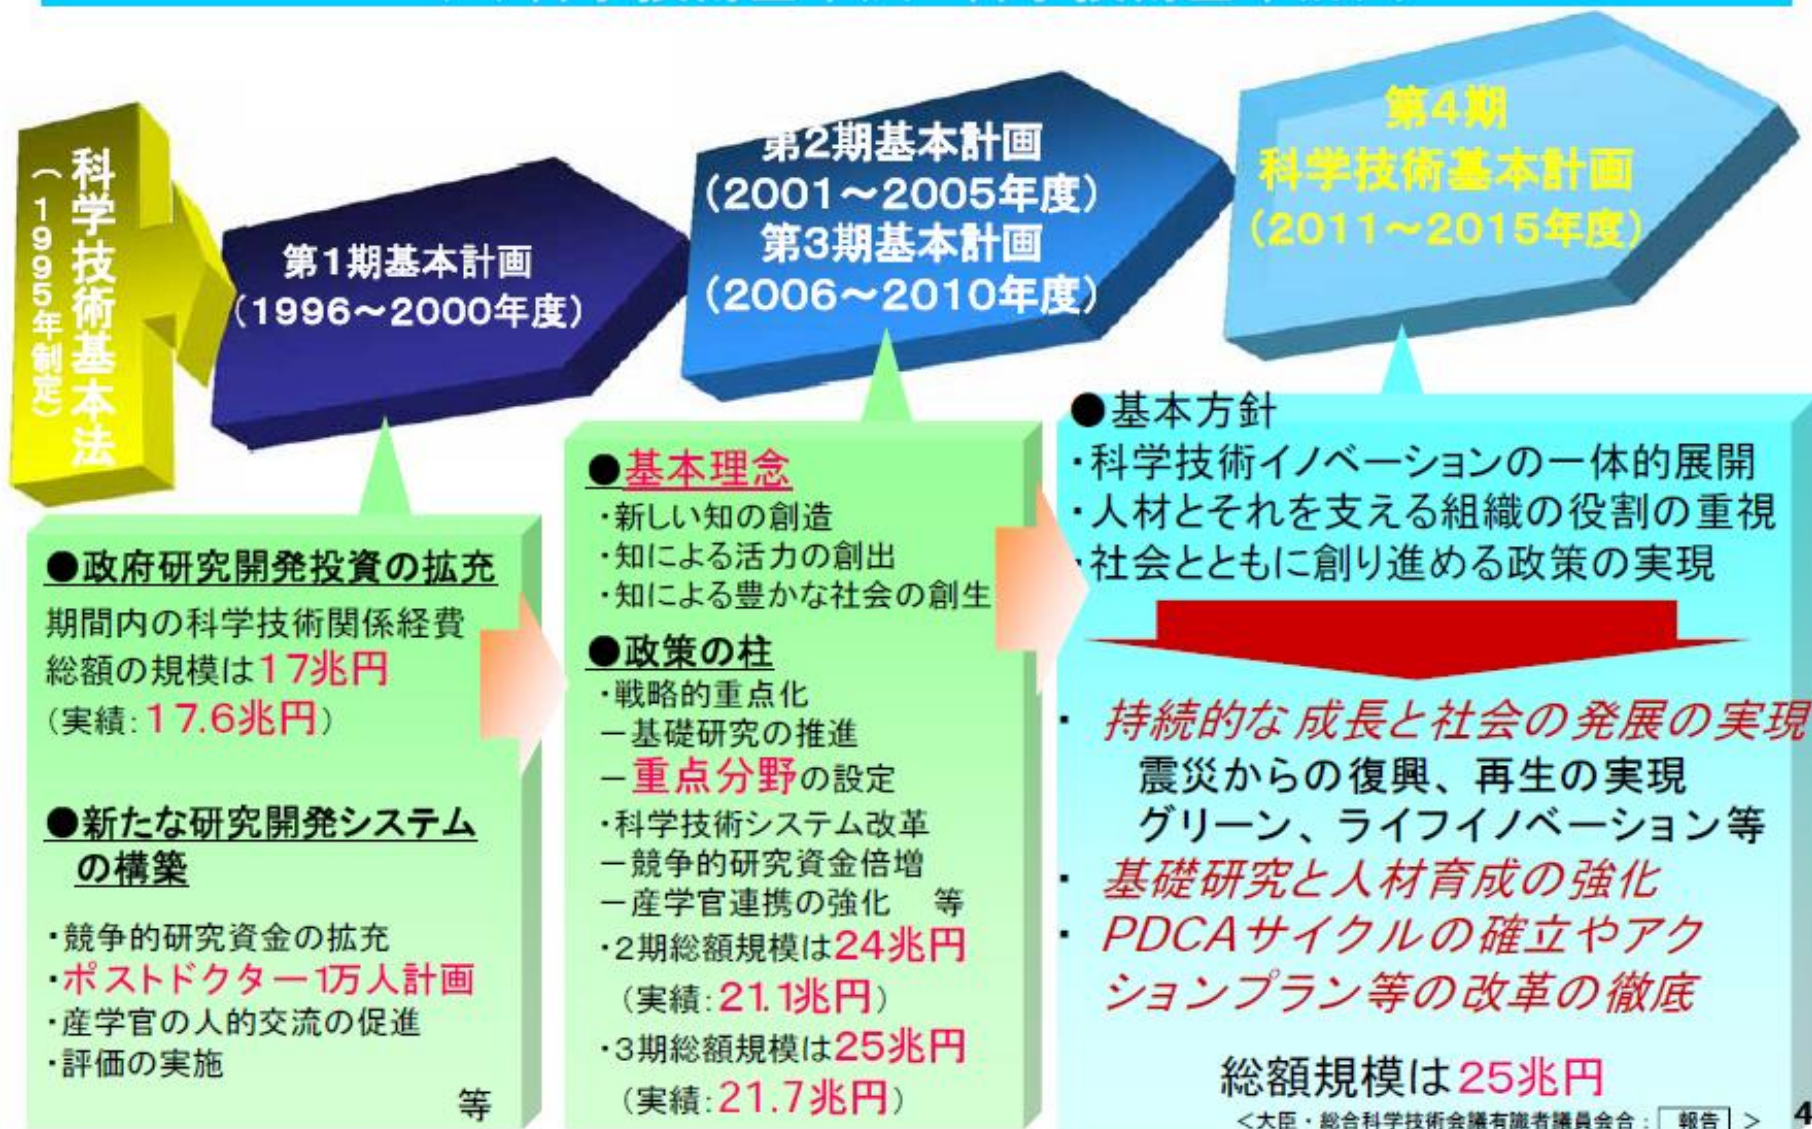 科学技術基本法
（1995年制定）
第1期基本計画
（1996～2000年度）
第2期基本計画
（2001～2005年度）
第3期基本計画
（2006～2010年度）
第4期
科学技術基本計画
（2011～2015年度）
●政府研究開発投資の拡充
期間内の科学技術関係経費
総額の規模は17兆円
（実績:17.6兆円）
●新たな研究開発システム
の構築
・競争的研究資金の拡充
・ポストドクター1万人計画
・産学官の人的交流の促進
・評価の実施
等
●基本理念
・新しい知の創造
・知による活力の創出
・知による豊かな社会の創生
●政策の柱
・戦略的重点化
－基礎研究の推進
－重点分野の設定
・科学技術システム改革
－競争的研究資金倍増
－産学官連携の強化 等
・2期総額規模は24兆円
（実績:21.1兆円）
・3期総額規模は25兆円
（実績:21.7兆円）
●基本方針
・科学技術イノベーションの一体的展開
・人材とそれを支える組織の役割の重視
・社会とともに創り進める政策の実現
・ 持続的な成長と社会の発展の実現
震災からの復興、再生の実現
グリーン、ライフイノベーション等
・ 基礎研究と人材育成の強化
・ PDCAサイクルの確立やアク
ションプラン等の改革の徹底
総額規模は25兆円
＜大臣・総合科学技術会議有識者議員会合：報告＞
4